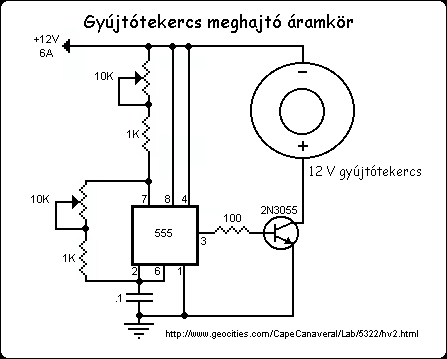 Gyújtótekercs meghajtó áramkör
+12V
6A
10K
1K
−
+
12 V gyújtótekercs
10K
7 8 4
555
3
100
2N3055
1K
2 6 1
.1
http://www.geocities.com/CapeCanaveral/Lab/5322/hv2.html